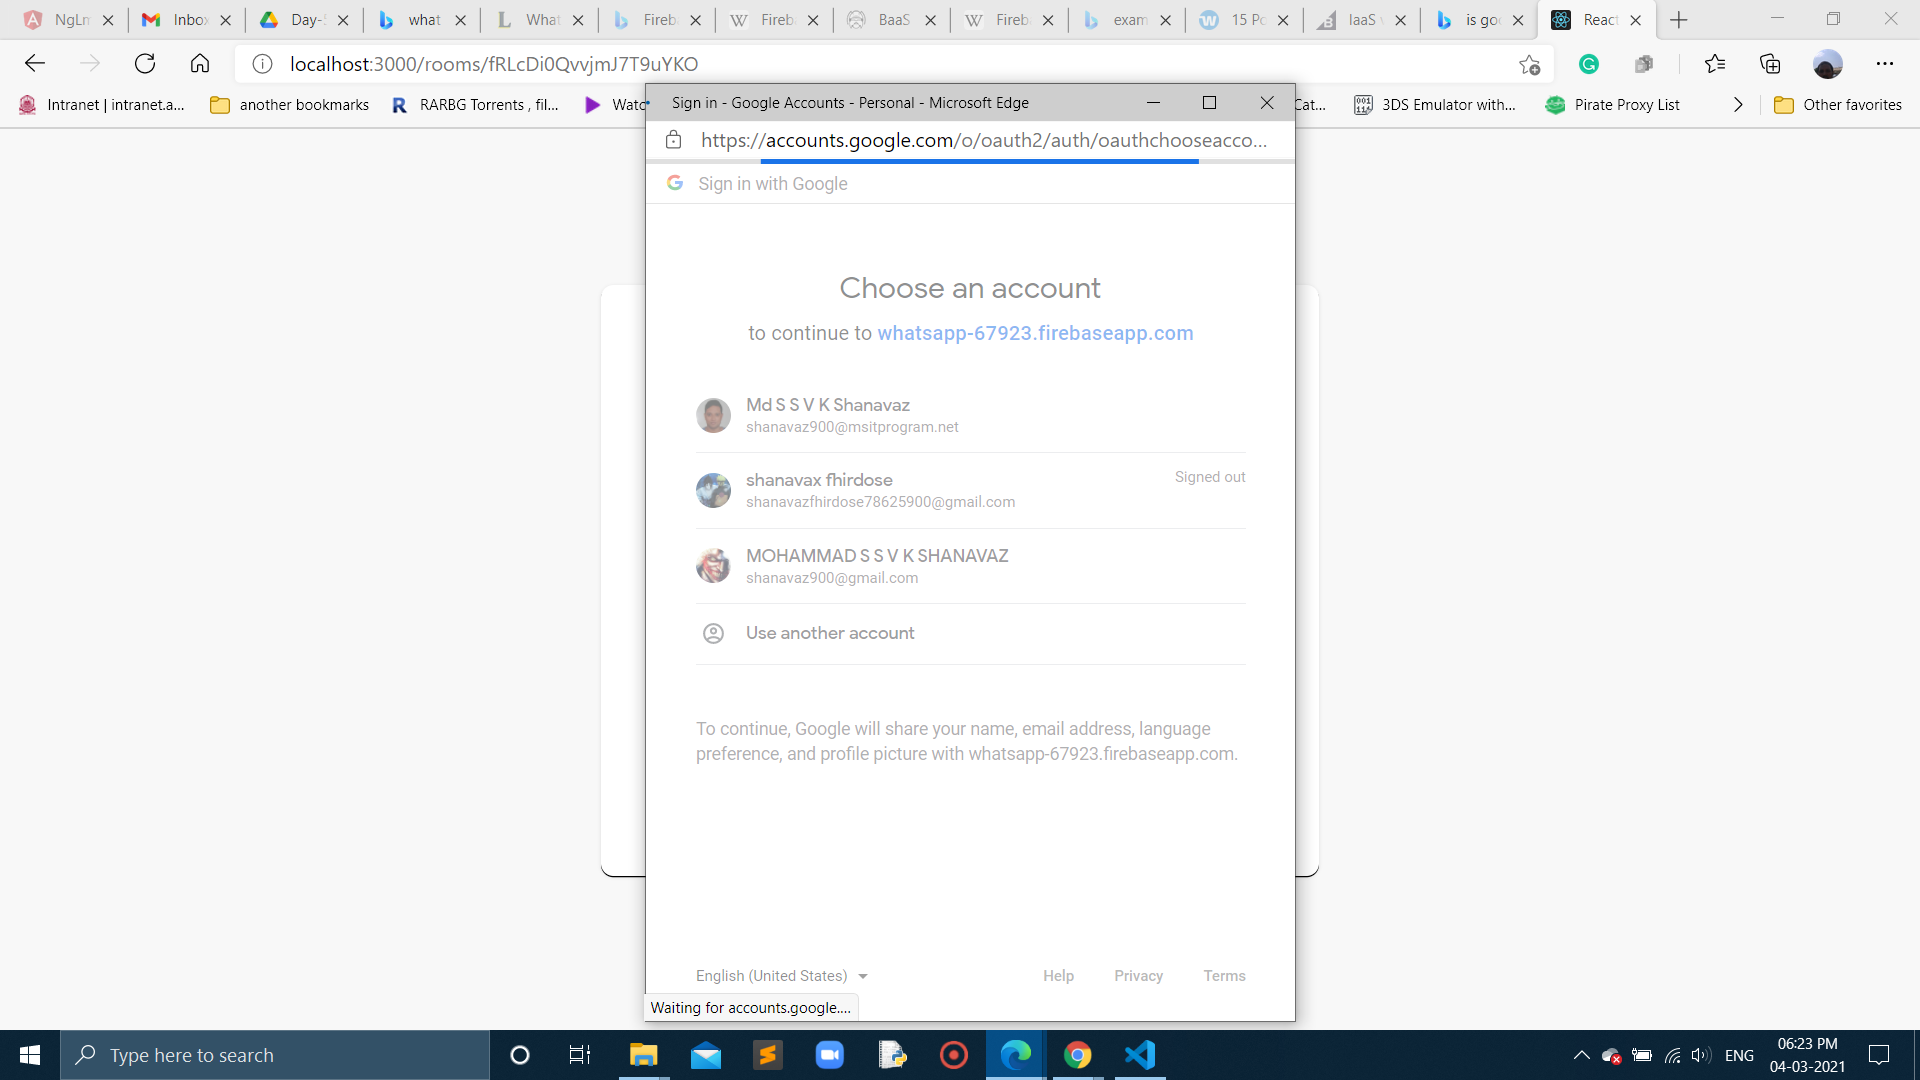 NgLm
Inbox
Day-
what
What
Fireb
Fireb
BaaS
Fireb
exam
15 Po
IaaS v
is goo
React
localhost:3000/rooms/fRLcDi0QvvjmJ7T9uYKO
Intranet | intranet.a...
another bookmarks
RARBG Torrents , fil...
Watc
Cat...
3DS Emulator with...
Pirate Proxy List
Other favorites
Sign in - Google Accounts - Personal - Microsoft Edge
https://accounts.google.com/o/oauth2/auth/oauthchooseacco...
Sign in with Google
Choose an account
to continue to whatsapp-67923.firebaseapp.com
Md S S V K Shanavaz
shanavaz900@msitprogram.net
shanavax fhirdose
Signed out
shanavazfhirdose78625900@gmail.com
MOHAMMAD S S V K SHANAVAZ
shanavaz900@gmail.com
Use another account
To continue, Google will share your name, email address, language
preference, and profile picture with whatsapp-67923.firebaseapp.com.
English (United States)
Help
Privacy
Terms
Waiting for accounts.google....
Type here to search
ENG
06:23 PM
04-03-2021